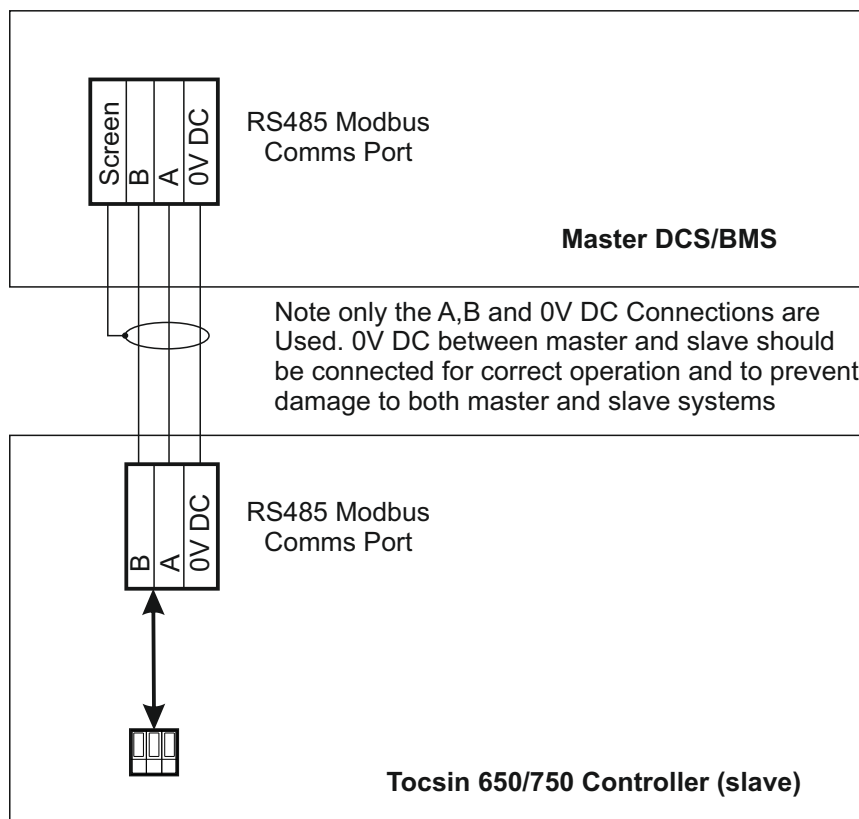 Screen
B
A
0V DC
RS485 Modbus
Comms Port
Master DCS/BMS
Note only the A,B and 0V DC Connections are
Used. 0V DC between master and slave should
be connected for correct operation and to prevent
damage to both master and slave systems
B
A
0V DC
RS485 Modbus
Comms Port
Tocsin 650/750 Controller (slave)